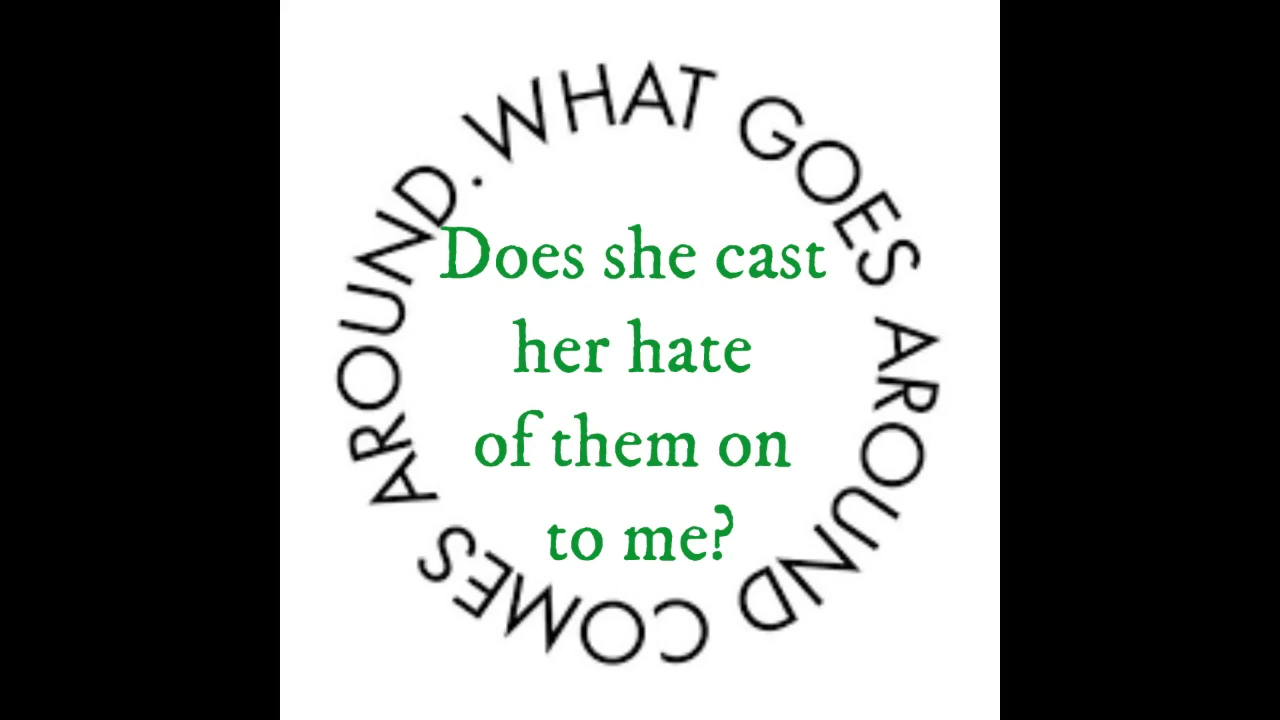 WHAT GOES AROUND COMES AROUND.
Does she cast
her hate
of them on
to me?